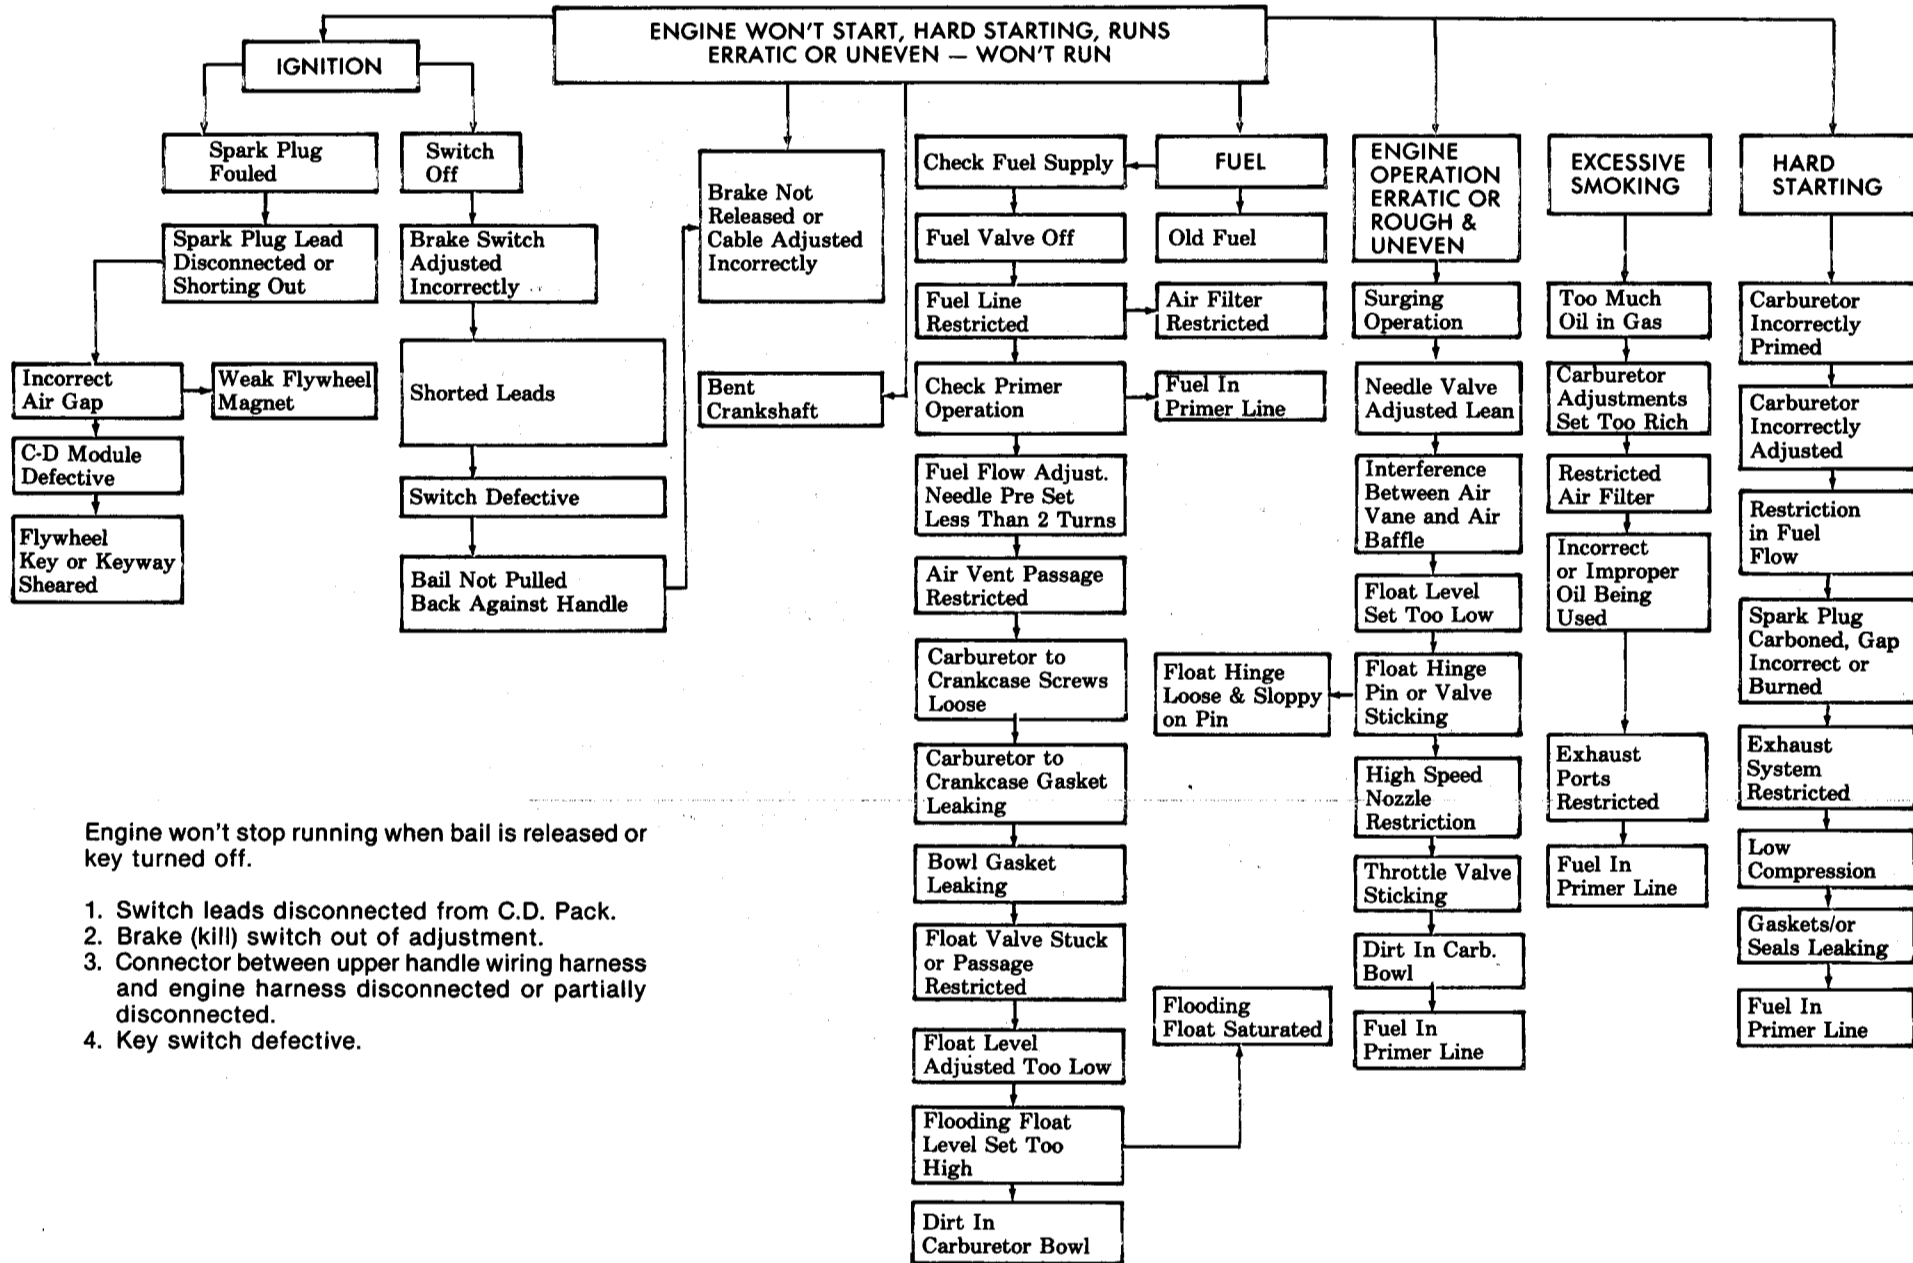 ENGINE WON'T START, HARD STARTING, RUNS
ERRATIC OR UNEVEN — WON'T RUN
IGNITION
Spark Plug
Fouled
Spark Plug Lead
Disconnected or
Shorting Out
Incorrect
Air Gap
Weak Flywheel
Magnet
C-D Module
Defective
Flywheel
Key or Keyway
Sheared
Switch
Off
Brake Switch
Adjusted
Incorrectly
Shorted Leads
Switch Defective
Bail Not Pulled
Back Against Handle
Brake Not
Released or
Cable Adjusted
Incorrectly
Bent
Crankshaft
FUEL
Old Fuel
Check Fuel Supply
Fuel Valve Off
Fuel Line
Restricted
Air Filter
Restricted
Check Primer
Operation
Fuel In
Primer Line
Fuel Flow Adjust.
Needle Pre Set
Less Than 2 Turns
Air Vent Passage
Restricted
Carburetor to
Crankcase Screws
Loose
Carburetor to
Crankcase Gasket
Leaking
Bowl Gasket
Leaking
Float Valve Stuck
or Passage
Restricted
Float Level
Adjusted Too Low
Flooding Float
Level Set Too
High
Flooding
Float Saturated
Dirt In
Carburetor Bowl
ENGINE
OPERATION
ERRATIC OR
ROUGH &
UNEVEN
Surging
Operation
Needle Valve
Adjusted Lean
Interference
Between Air
Vane and Air
Baffle
Float Level
Set Too Low
Float Hinge
Pin or Valve
Sticking
Float Hinge
Loose & Sloppy
on Pin
High Speed
Nozzle
Restriction
Throttle Valve
Sticking
Dirt In Carb.
Bowl
Fuel In
Primer Line
EXCESSIVE
SMOKING
Too Much
Oil in Gas
Carburetor
Adjustments
Set Too Rich
Restricted
Air Filter
Incorrect
or Improper
Oil Being
Used
Exhaust
Ports
Restricted
Fuel In
Primer Line
HARD
STARTING
Carburetor
Incorrectly
Primed
Carburetor
Incorrectly
Adjusted
Restriction
in Fuel
Flow
Spark Plug
Carboned, Gap
Incorrect or
Burned
Exhaust
System
Restricted
Low
Compression
Gaskets/or
Seals Leaking
Fuel In
Primer Line
Engine won't stop running when bail is released or
key turned off.
1. Switch leads disconnected from C.D. Pack.
2. Brake (kill) switch out of adjustment.
3. Connector between upper handle wiring harness
and engine harness disconnected or partially
disconnected.
4. Key switch defective.